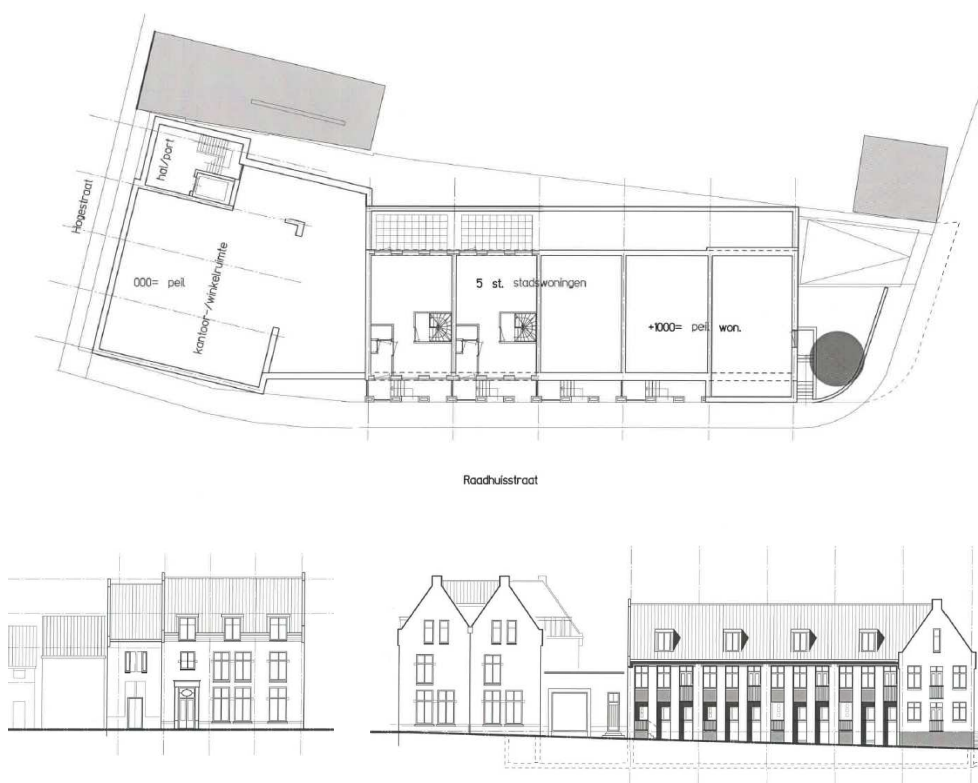 Hogestraat
hal/port
000= peil
kantoor-/winkelruimte
5 st. stadswoningen
+1000= peil won.
Raadhuisstraat